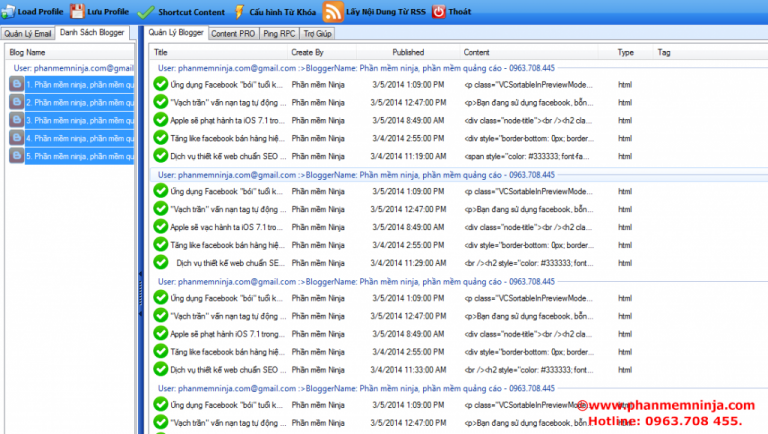 Load Profile Lưu Profile Shortcut Content Cấu hình Từ Khóa Lấy Nội Dung Từ RSS Thoát
Quản Lý Email Danh Sách Blogger Quản Lý Blogger Content PRO Ping RPC Trợ Giúp
Blog Name Title Create By Published Content Type Tag
User: phanmemninja@gmail
1. Phần mềm ninja, phần mềm qu
2. Phần mềm ninja, phần mềm qu
3. Phần mềm ninja, phần mềm qu
4. Phần mềm ninja, phần mềm qu
5. Phần mềm ninja, phần mềm qu
User: phanmemninja.com@gmail.com :>BloggerName: Phần mềm ninja, phần mềm quảng cáo - 0963.708.445
Ứng dụng Facebook "bói" tuổi k... Phần mềm Ninja 3/5/2014 1:09:00 PM <p class="VCSortableInPreviewMode... html
"Vạch trần" vấn nạn tag tự động ... Phần mềm Ninja 3/5/2014 12:47:00 PM <p>Bạn đang sử dụng facebook, bỗn... html
Apple sẽ phạt hành ta iOS 7.1 tro... Phần mềm Ninja 3/5/2014 8:49:00 AM <div class="node-title"><br /><h2 cla... html
Tăng like facebook bán hàng hiệ... Phần mềm Ninja 3/4/2014 2:55:00 PM <div style="border-bottom: 0px; border... html
Dịch vụ thiết kế web chuẩn SEO ... Phần mềm Ninja 3/4/2014 11:19:00 AM <span style="color: #333333; font-fa... html
User: phanmemninja.com@gmail.com :>BloggerName: Phần mềm ninja, phần mềm quảng cáo - 0963.708.445
Ứng dụng Facebook "bói" tuổi k... Phần mềm Ninja 3/5/2014 1:09:00 PM <p class="VCSortableInPreviewMode... html
"Vạch trần" vấn nạn tag tự động ... Phần mềm Ninja 3/5/2014 12:47:00 PM <p>Bạn đang sử dụng facebook, bỗn... html
Apple sẽ vạc hành ta iOS 7.1 tro... Phần mềm Ninja 3/5/2014 8:49:00 AM <div class="node-title"><br /><h2 cla... html
Tăng like facebook bán hàng hiệ... Phần mềm Ninja 3/4/2014 2:55:00 PM <div style="border-bottom: 0px; border... html
Dịch vụ thiết kế web chuẩn SE... Phần mềm Ninja 3/4/2014 11:29:00 AM <br /><h2 style="color: #333333; font... html
User: phanmemninja.com@gmail.com :>BloggerName: Phần mềm ninja, phần mềm quảng cáo - 0963.708.445
Ứng dụng Facebook "bói" tuổi k... Phần mềm Ninja 3/5/2014 1:09:00 PM <p class="VCSortableInPreviewMode... html
"Vạch trần" vấn nạn tag tự động ... Phần mềm Ninja 3/5/2014 12:47:00 PM <p>Bạn đang sử dụng facebook, bỗn... html
Apple sẽ phạt hành iOS 7.1 trong... Phần mềm Ninja 3/5/2014 8:49:00 AM <div class="node-title"><br /><h2 cla... html
Tăng like facebook bán hàng hiệ... Phần mềm Ninja 3/4/2014 2:55:00 PM <div style="border-bottom: 0px; border... html
Dịch vụ thiết kế web chuẩn SEO ... Phần mềm Ninja 3/4/2014 11:33:00 AM <br /><h2 style="color: #333333; font... html
User: phanmemninja.com@gmail.com :>BloggerName: Phần mềm ninja, phần mềm quảng cáo - 0963.708.445
Ứng dụng Facebook "bói" tuổi k... Phần mềm Ninja 3/5/2014 1:09:00 PM <p class="VCSortableInPreviewMode... html
"Vạch trần" vấn nạn tag tự động ... Phần mềm Ninja 3/5/2014 12:47:00 PM <p>Bạn đang sử dụng facebook, bỗn... html
©www.phanmemninja.com
Hotline: 0963.708 455.